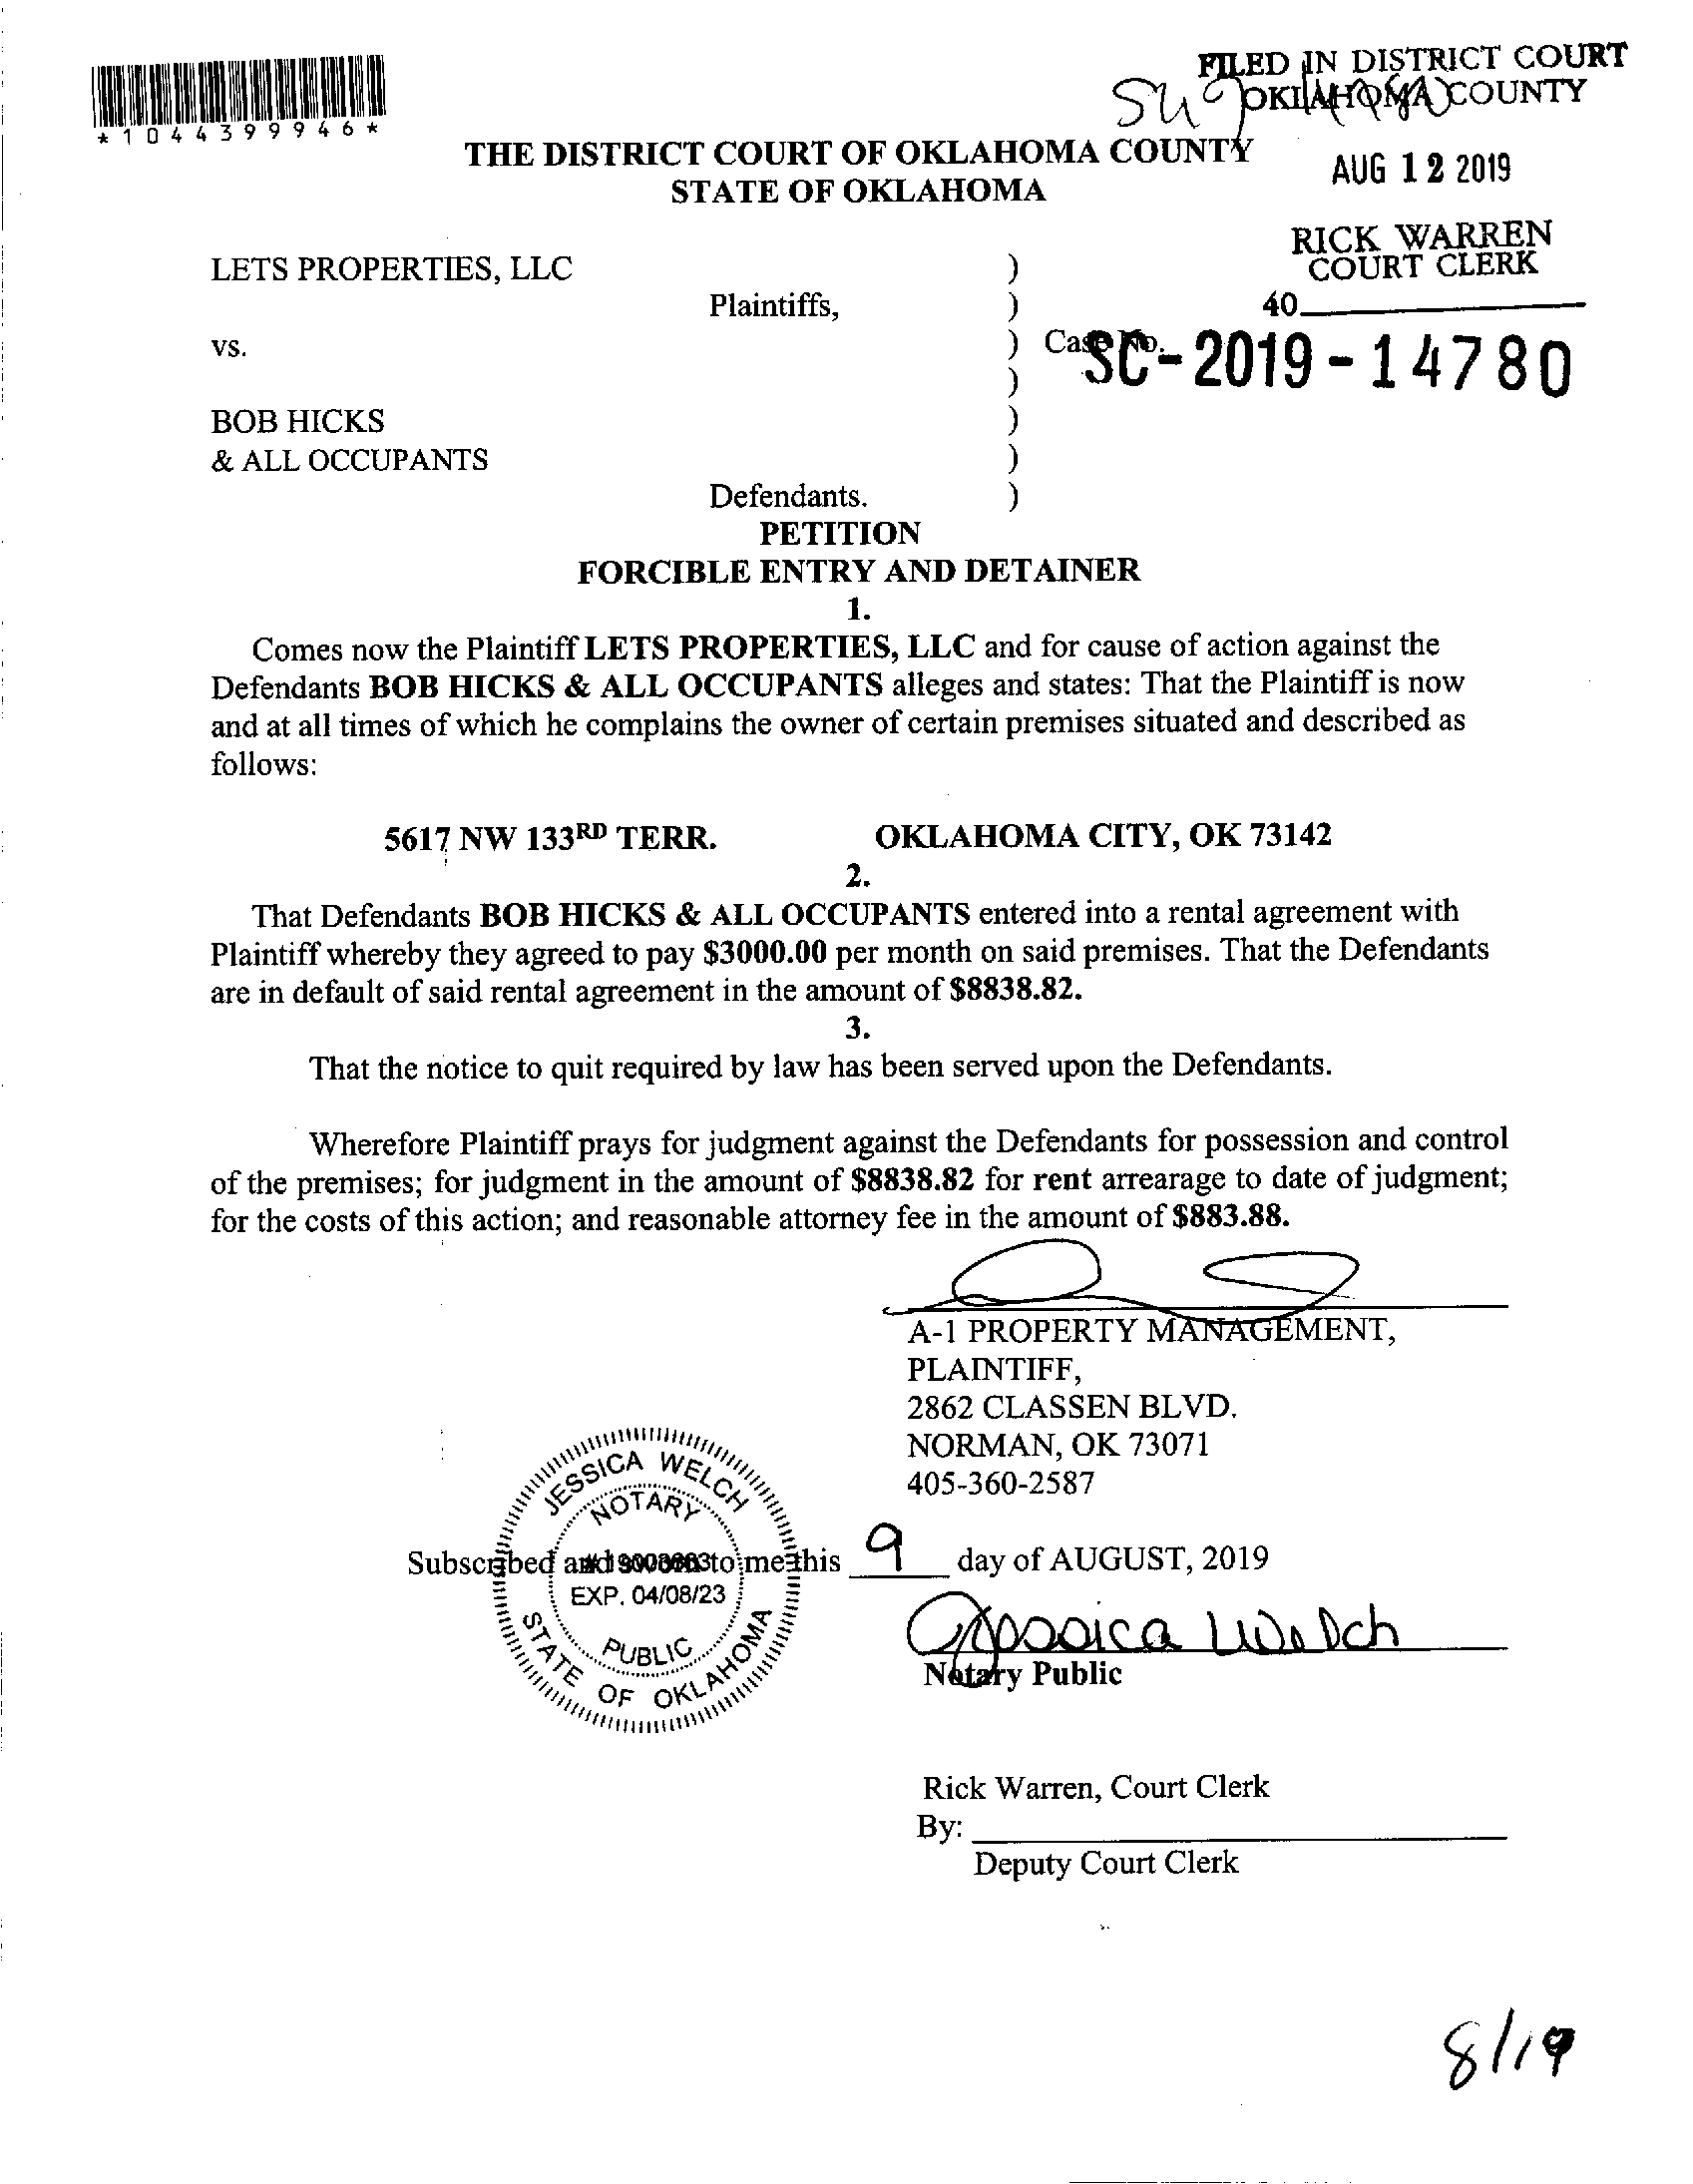 FILED IN DISTRICT COURT
OKLAHOMA COUNTY
*1044399946*
THE DISTRICT COURT OF OKLAHOMA COUNTY
STATE OF OKLAHOMA
AUG 12 2019
RICK WARREN
COURT CLERK
40
LETS PROPERTIES, LLC )
Plaintiffs, )
vs. ) Case No. SC-2019-14780
)
BOB HICKS )
& ALL OCCUPANTS )
Defendants. )
PETITION
FORCIBLE ENTRY AND DETAINER
1.
Comes now the Plaintiff LETS PROPERTIES, LLC and for cause of action against the
Defendants BOB HICKS & ALL OCCUPANTS alleges and states: That the Plaintiff is now
and at all times of which he complains the owner of certain premises situated and described as
follows:
5617 NW 133RD TERR. OKLAHOMA CITY, OK 73142
2.
That Defendants BOB HICKS & ALL OCCUPANTS entered into a rental agreement with
Plaintiff whereby they agreed to pay $3000.00 per month on said premises. That the Defendants
are in default of said rental agreement in the amount of $8838.82.
3.
That the notice to quit required by law has been served upon the Defendants.
Wherefore Plaintiff prays for judgment against the Defendants for possession and control
of the premises; for judgment in the amount of $8838.82 for rent arrearage to date of judgment;
for the costs of this action; and reasonable attorney fee in the amount of $883.88.
A-1 PROPERTY MANAGEMENT,
PLAINTIFF,
2862 CLASSEN BLVD.
NORMAN, OK 73071
405-360-2587
JESSICA WELCH
NOTARY
Subscribed and sworn to me this 9 day of AUGUST, 2019
EXP. 04/08/23
PUBLIC
STATE OF OKLAHOMA
Jessica Welch
Notary Public
Rick Warren, Court Clerk
By:
Deputy Court Clerk
8/19